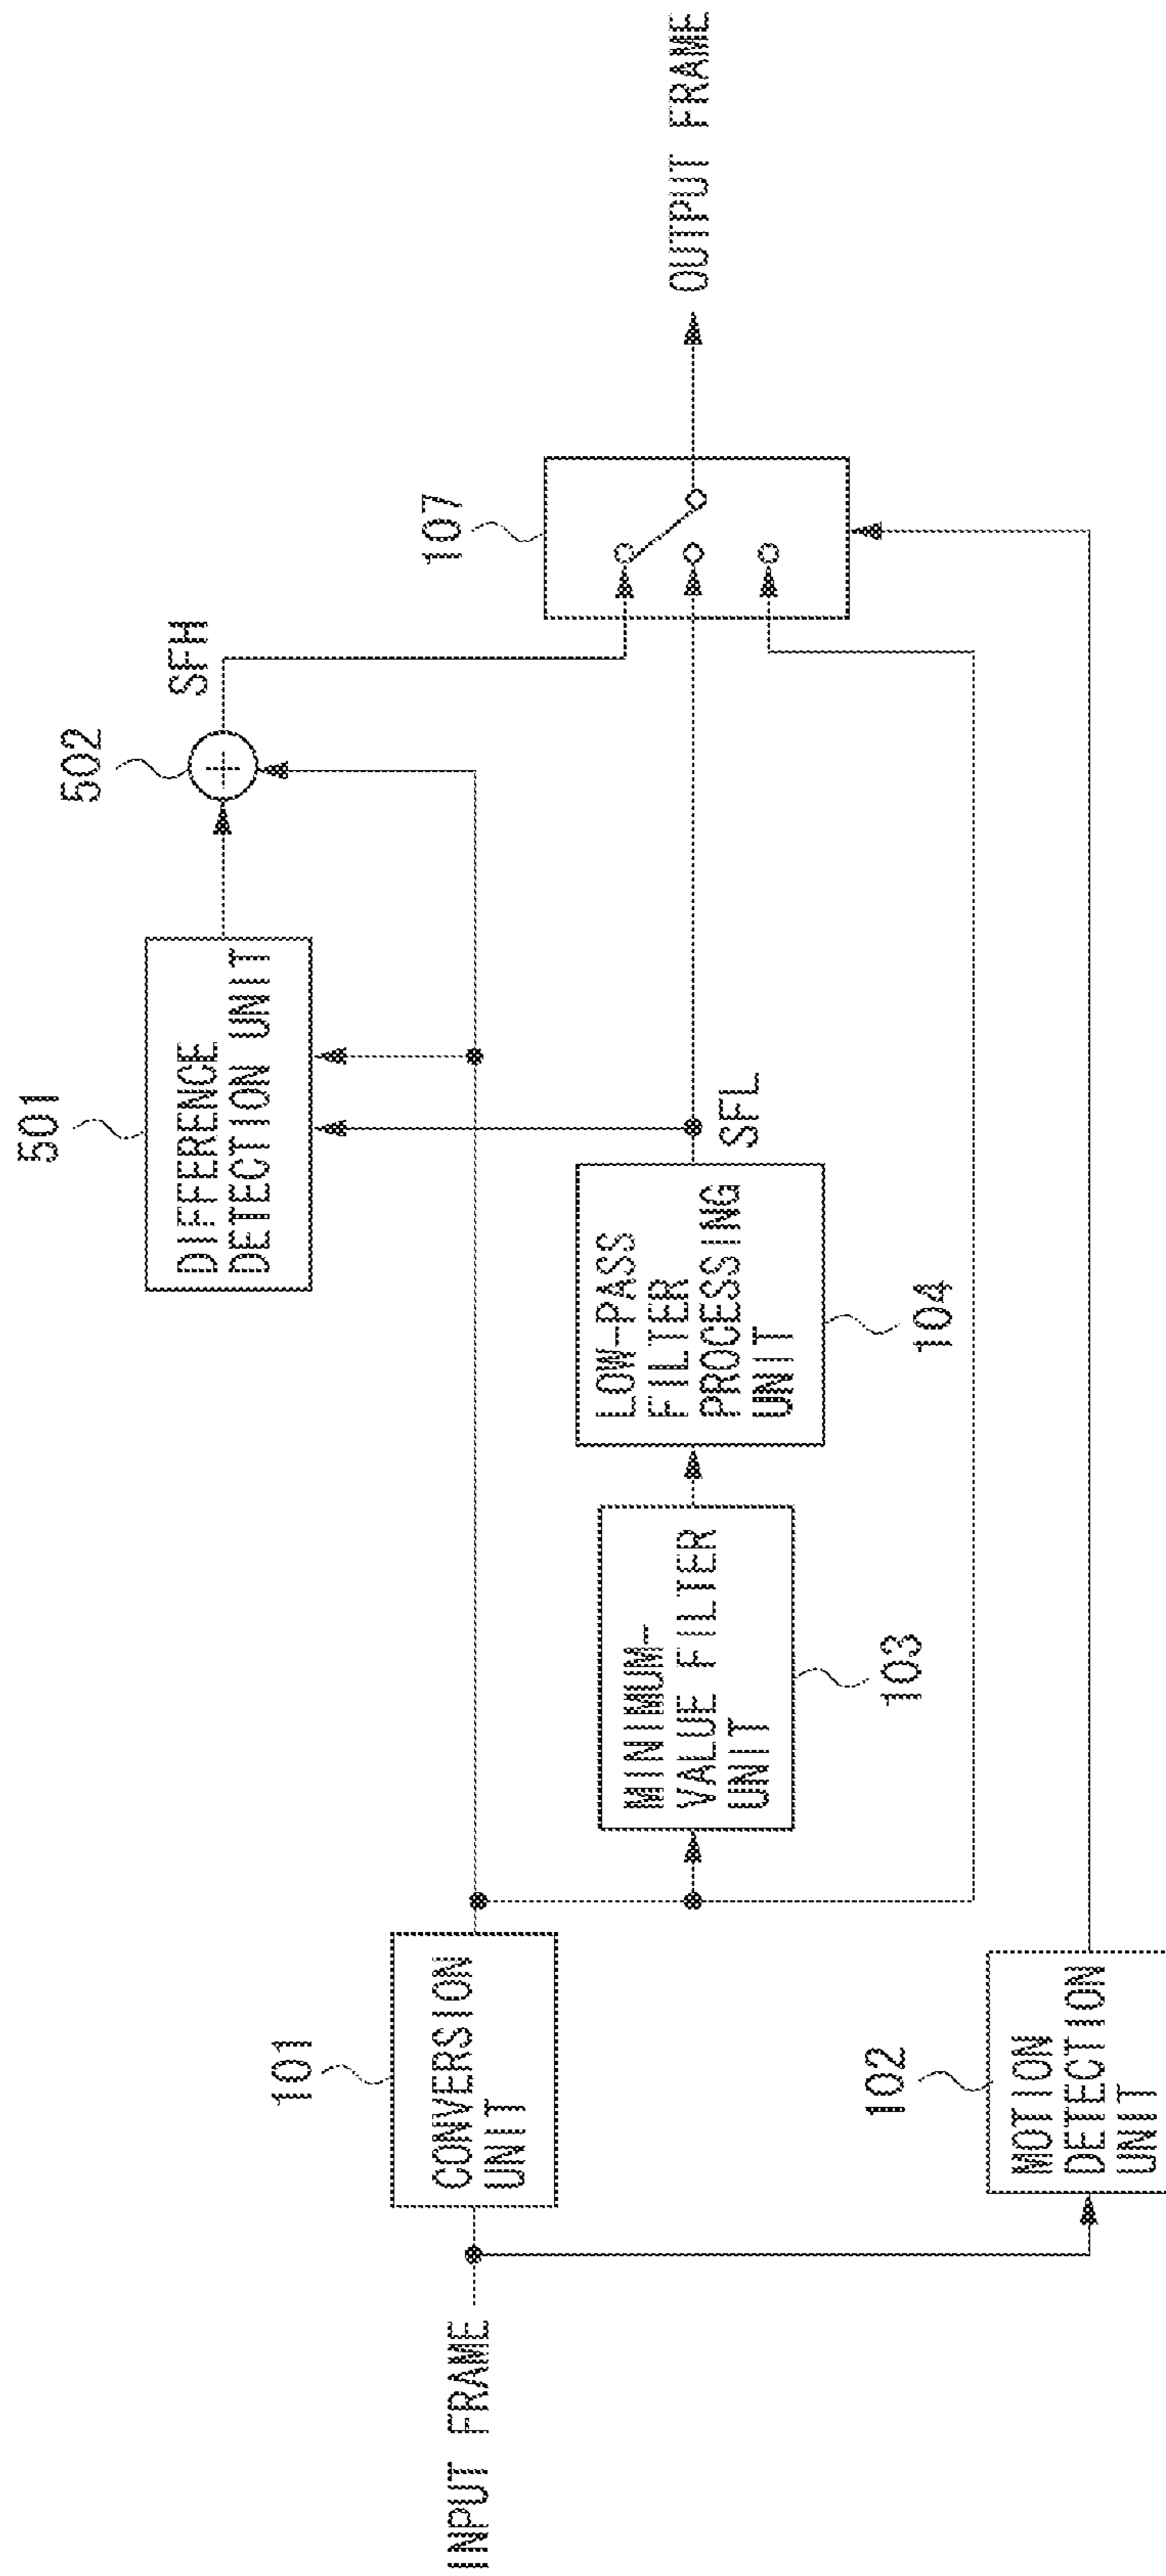 501
DIFFERENCE
DETECTION UNIT
502
SFH
101
CONVERSION
UNIT
107
INPUT FRAME
OUTPUT FRAME
MINIMUM-
VALUE FILTER
UNIT
103
LOW-PASS
FILTER
PROCESSING
UNIT
104
SFL
102
MOTION
DETECTION
UNIT